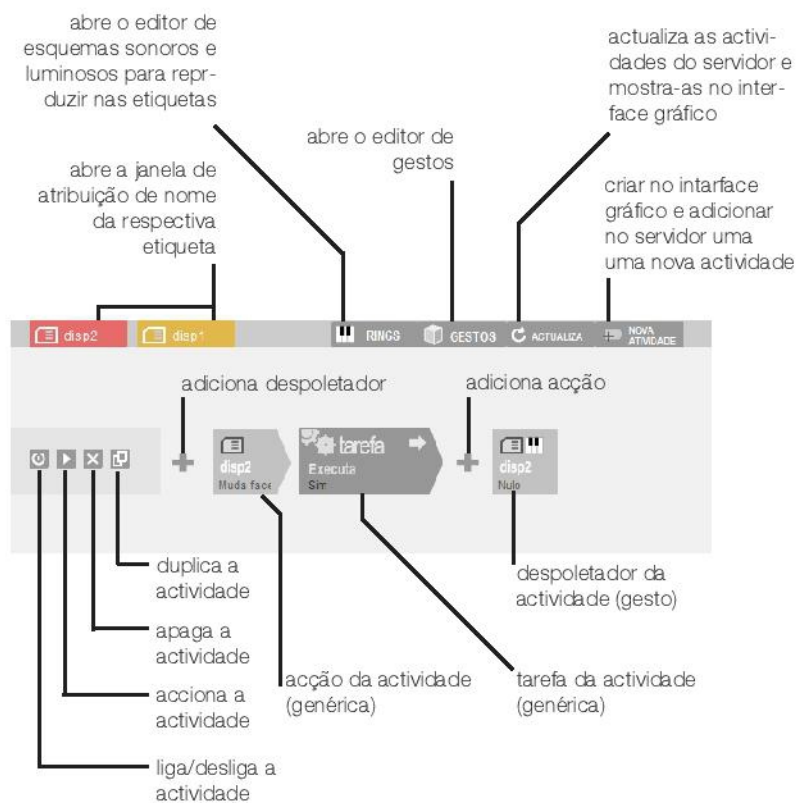 abre o editor de
esquemas sonoros e
luminosos para repr-
duzir nas etiquetas
actualiza as activi-
dades do servidor e
mostra-as no inter-
face gráfico
abre o editor de
gestos
abre a janela de
atribuição de nome
da respectiva
etiqueta
criar no intarface
gráfico e adicionar
no servidor uma
uma nova actividade
disp2
disp1
RINGS
GESTOS
ACTUALIZA
NOVA
ATIVIDADE
adiciona despoletador
adiciona acção
disp2
Muda face
tarefa
Executa
Sim
disp2
Nulo
duplica a
actividade
apaga a
actividade
acciona a
actividade
liga/desliga a
actividade
acção da actividade
(genérica)
tarefa da actividade
(genérica)
despoletador da
actividade (gesto)